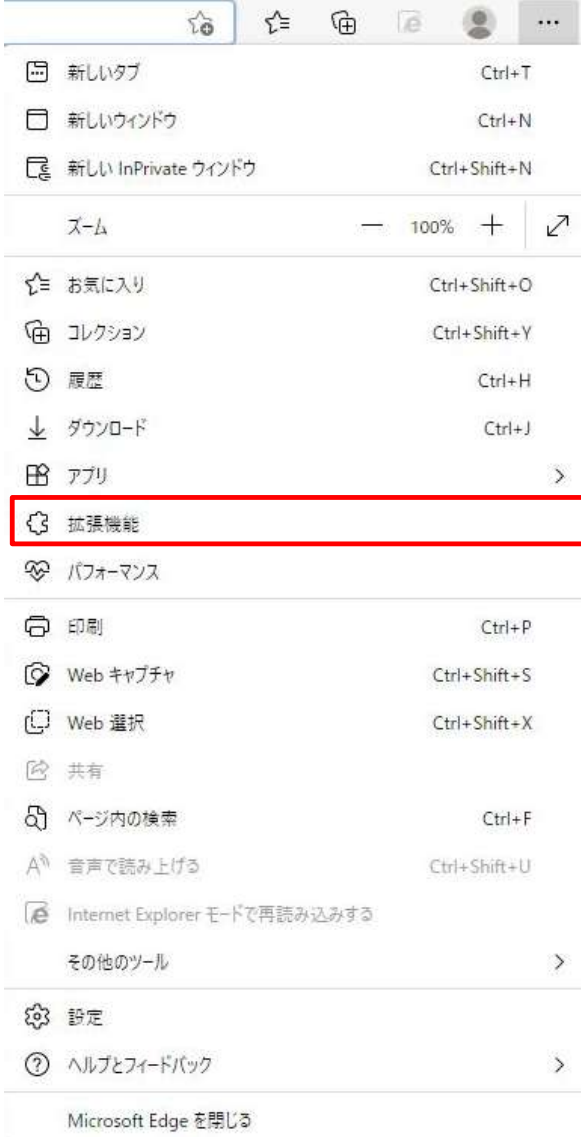 新しいタブ Ctrl+T
新しいウィンドウ Ctrl+N
新しい InPrivate ウィンドウ Ctrl+Shift+N
ズーム 100%
お気に入り Ctrl+Shift+O
コレクション Ctrl+Shift+Y
履歴 Ctrl+H
ダウンロード Ctrl+J
アプリ
拡張機能
パフォーマンス
印刷 Ctrl+P
Web キャプチャ Ctrl+Shift+S
Web 選択 Ctrl+Shift+X
共有
ページ内の検索 Ctrl+F
音声で読み上げる Ctrl+Shift+U
Internet Explorer モードで再読み込みする
その他のツール
設定
ヘルプとフィードバック
Microsoft Edge を閉じる